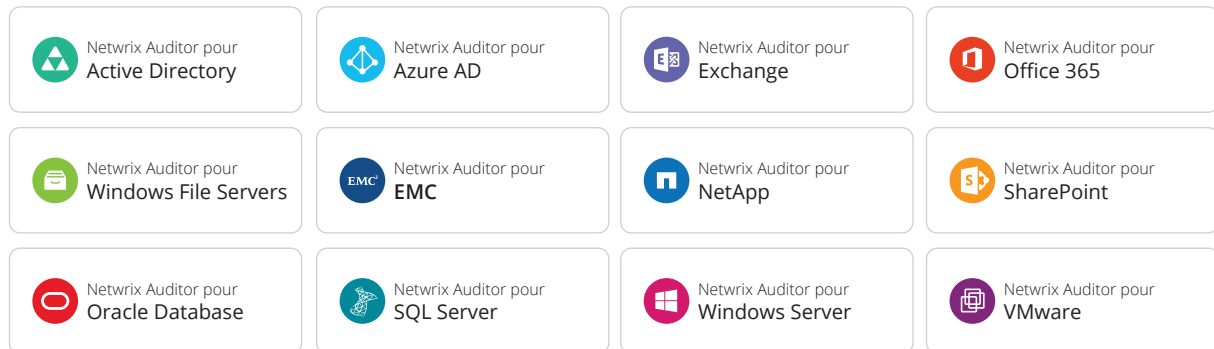 Netwrix Auditor pour
Active Directory
Netwrix Auditor pour
Azure AD
Netwrix Auditor pour
Exchange
Netwrix Auditor pour
Office 365
Netwrix Auditor pour
Windows File Servers
EMC²
Netwrix Auditor pour
EMC
Netwrix Auditor pour
NetApp
S
Netwrix Auditor pour
SharePoint
Netwrix Auditor pour
Oracle Database
Netwrix Auditor pour
SQL Server
Netwrix Auditor pour
Windows Server
Netwrix Auditor pour
VMware